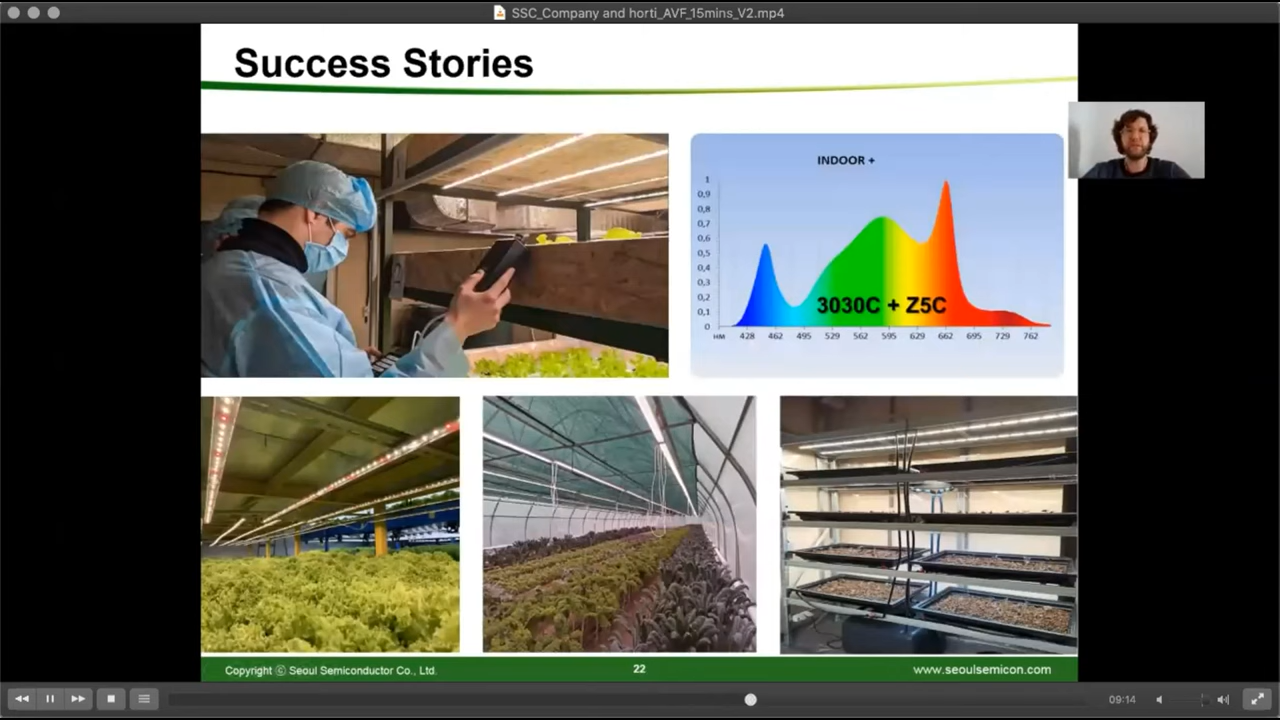 SSC_Company and horti_AVF_15mins_V2.mp4
Success Stories
INDOOR +
1
0,9
0,8
0,7
0,6
0,5
0,4
0,3
0,2
0,1
0
3030C + Z5C
НМ 428 462 495 529 562 595 629 662 695 729 762
Copyright ⓒ Seoul Semiconductor Co., Ltd.
22
www.seoulsemicon.com
09:14